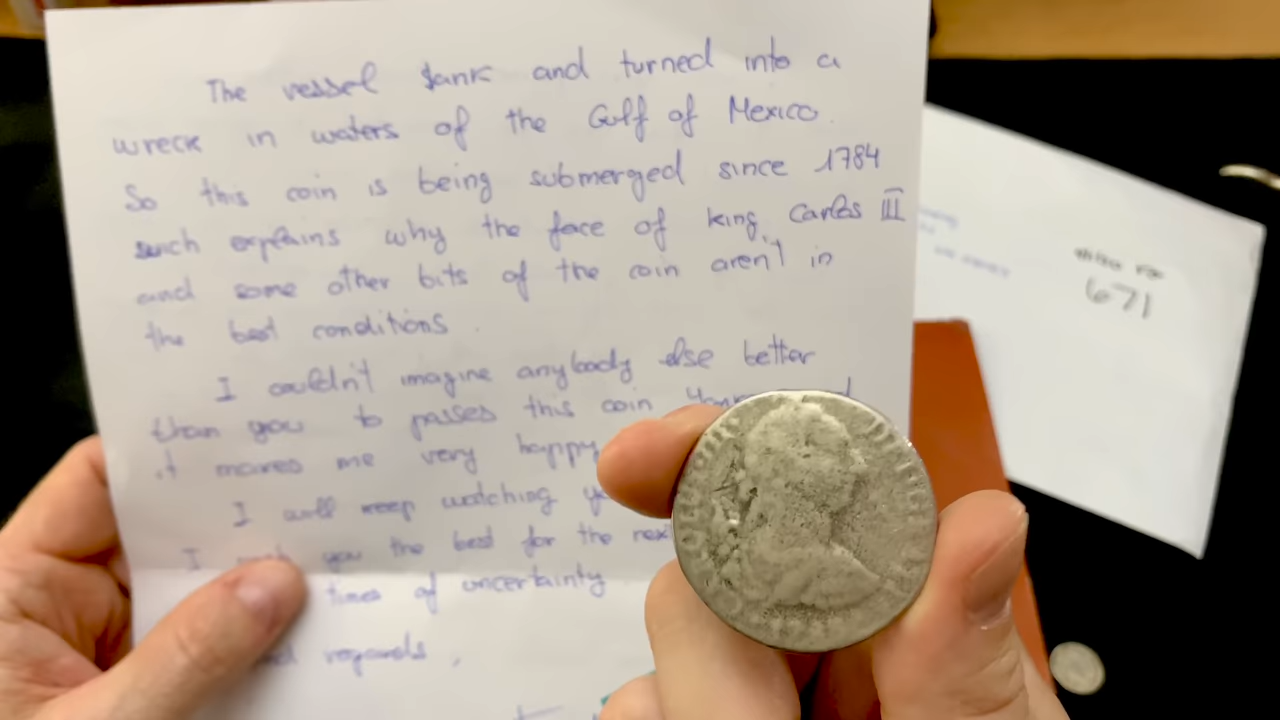 The vessel sank and turned into a
wreck in waters of the Gulf of Mexico.
So this coin is being submerged since 1784
such explains why the face of king, Carlos III
and some other bits of the coin aren't in
the best conditions.
I couldn't imagine anybody else better
than you to passes this coin
it makes me very happy
I will keep watching
I you the best for the
times of uncertainty
regards,
671